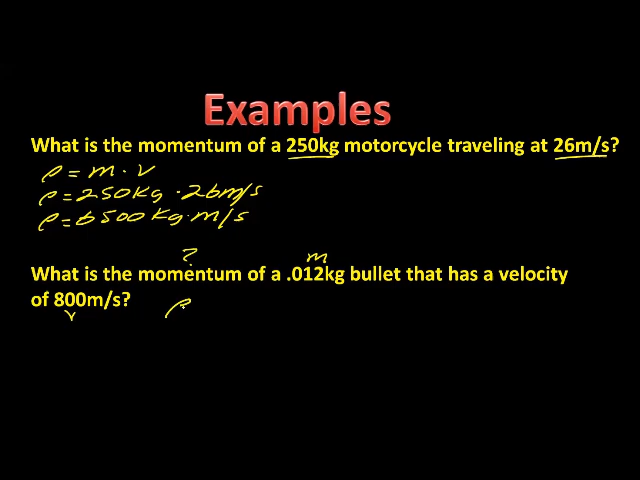 Examples
What is the momentum of a 250kg motorcycle traveling at 26m/s?
ρ = m · v
ρ = 250kg · 26m/s
ρ = 6500 kg · m/s
? m
What is the momentum of a .012kg bullet that has a velocity
of 800m/s?
v ρ